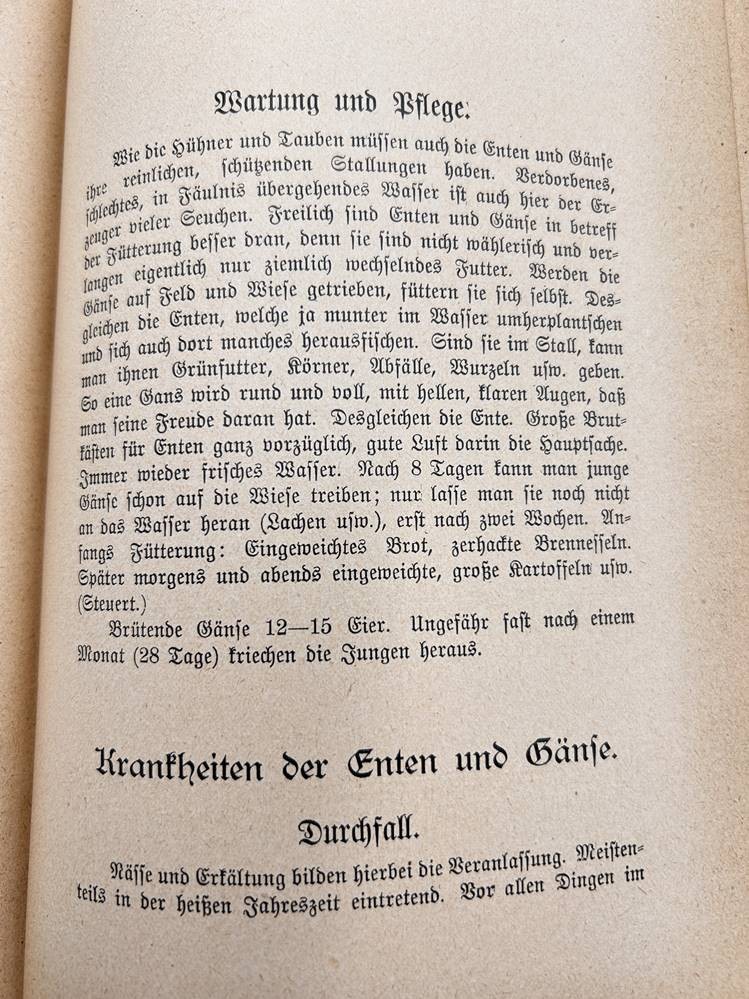 Wartung und Pflege.
Wie die Hühner und Tauben müssen auch die Enten und Gänse
ihre reinlichen, schützenden Stallungen haben. Verdorbenes,
schlechtes, in Fäulnis übergehendes Wasser ist auch hier der Er-
zeuger vieler Seuchen. Freilich sind Enten und Gänse in betreff
der Fütterung besser dran, denn sie sind nicht wählerisch und ver-
langen eigentlich nur ziemlich wechselndes Futter. Werden die
Gänse auf Feld und Wiese getrieben, füttern sie sich selbst. Des-
gleichen die Enten, welche ja munter im Wasser umherplantschen
und sich auch dort manches herausfischen. Sind sie im Stall, kann
man ihnen Grünfutter, Körner, Abfälle, Wurzeln usw. geben.
So eine Gans wird rund und voll, mit hellen, klaren Augen, daß
man seine Freude daran hat. Desgleichen die Ente. Große Brut-
kästen für Enten ganz vorzüglich, gute Luft darin die Hauptsache.
Immer wieder frisches Wasser. Nach 8 Tagen kann man junge
Gänse schon auf die Wiese treiben; nur lasse man sie noch nicht
an das Wasser heran (Lachen usw.), erst nach zwei Wochen. An-
fangs Fütterung: Eingeweichtes Brot, zerhackte Brennesseln.
Später morgens und abends eingeweichte, große Kartoffeln usw.
(Steuert.)
Brütende Gänse 12—15 Eier. Ungefähr fast nach einem
Monat (28 Tage) kriechen die Jungen heraus.
Krankheiten der Enten und Gänse.
Durchfall.
Nässe und Erkältung bilden hierbei die Veranlassung. Meisten-
teils in der heißen Jahreszeit eintretend. Vor allen Dingen im